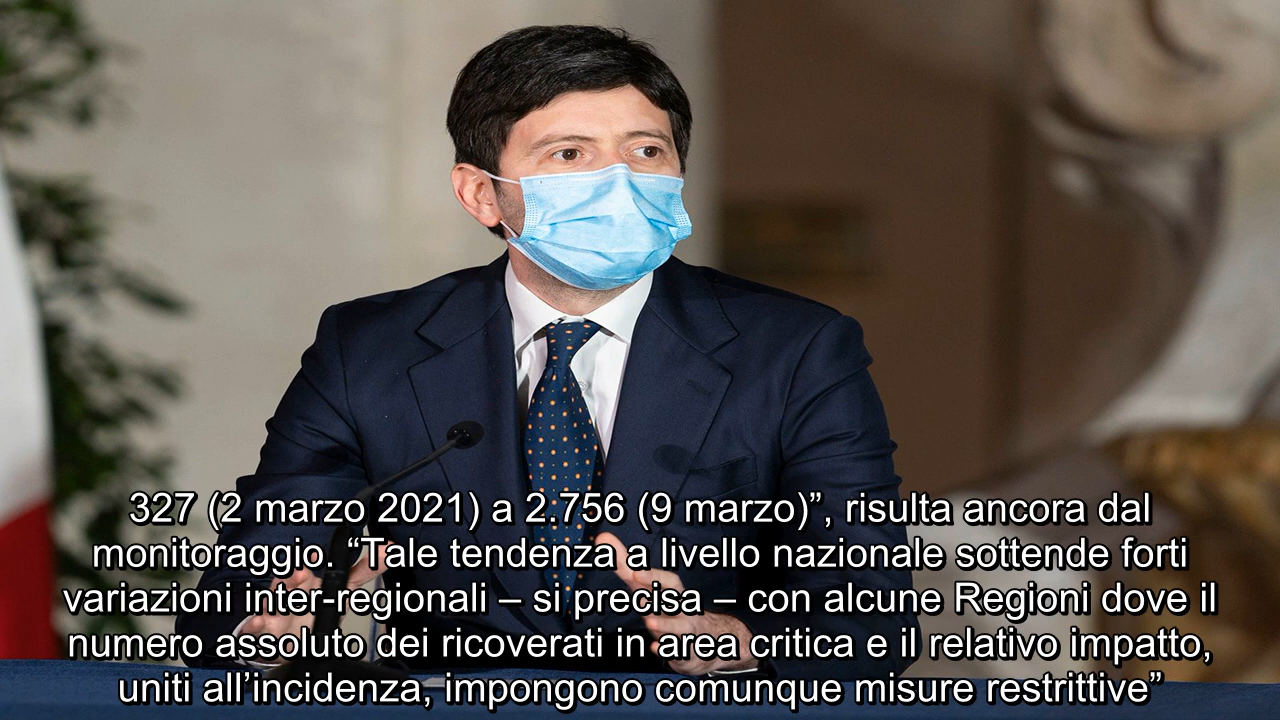 327 (2 marzo 2021) a 2.756 (9 marzo)”, risulta ancora dal
monitoraggio. “Tale tendenza a livello nazionale sottende forti
variazioni inter-regionali – si precisa – con alcune Regioni dove il
numero assoluto dei ricoverati in area critica e il relativo impatto,
uniti all’incidenza, impongono comunque misure restrittive”